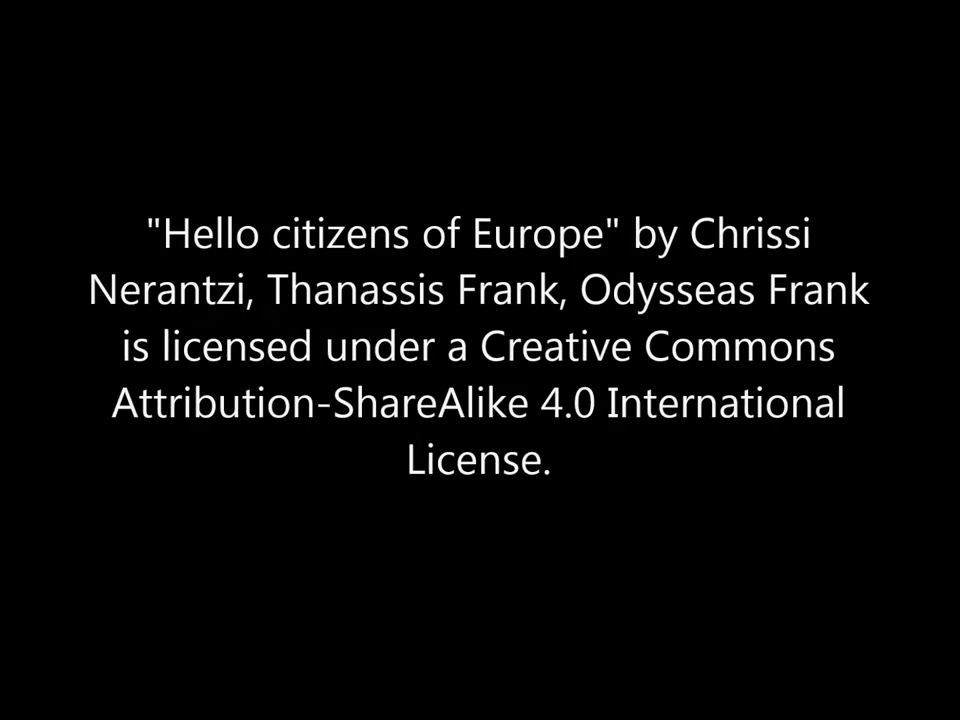 "Hello citizens of Europe" by Chrissi
Nerantzi, Thanassis Frank, Odysseas Frank
is licensed under a Creative Commons
Attribution-ShareAlike 4.0 International
License.